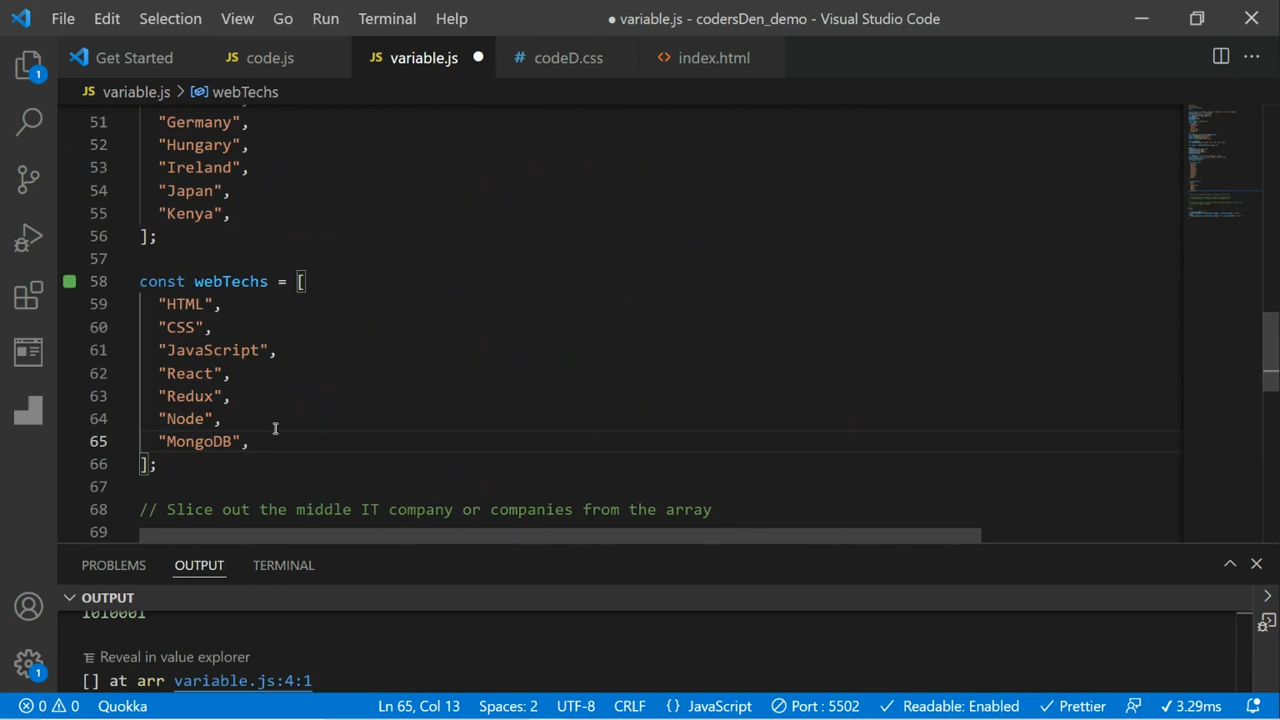 File Edit Selection View Go Run Terminal Help ● variable.js - codersDen_demo - Visual Studio Code
1 Get Started JS code.js JS variable.js # codeD.css <> index.html
JS variable.js > webTechs
51 "Germany",
52 "Hungary",
53 "Ireland",
54 "Japan",
55 "Kenya",
56 ];
57
58 const webTechs = [
59 "HTML",
60 "CSS",
61 "JavaScript",
62 "React",
63 "Redux",
64 "Node",
65 "MongoDB",
66 ];
67
68 // Slice out the middle IT company or companies from the array
69
PROBLEMS OUTPUT TERMINAL
OUTPUT
1010001
Reveal in value explorer
[] at arr variable.js:4:1
1
0 0 Quokka Ln 65, Col 13 Spaces: 2 UTF-8 CRLF {} JavaScript Port : 5502 Readable: Enabled Prettier 3.29ms